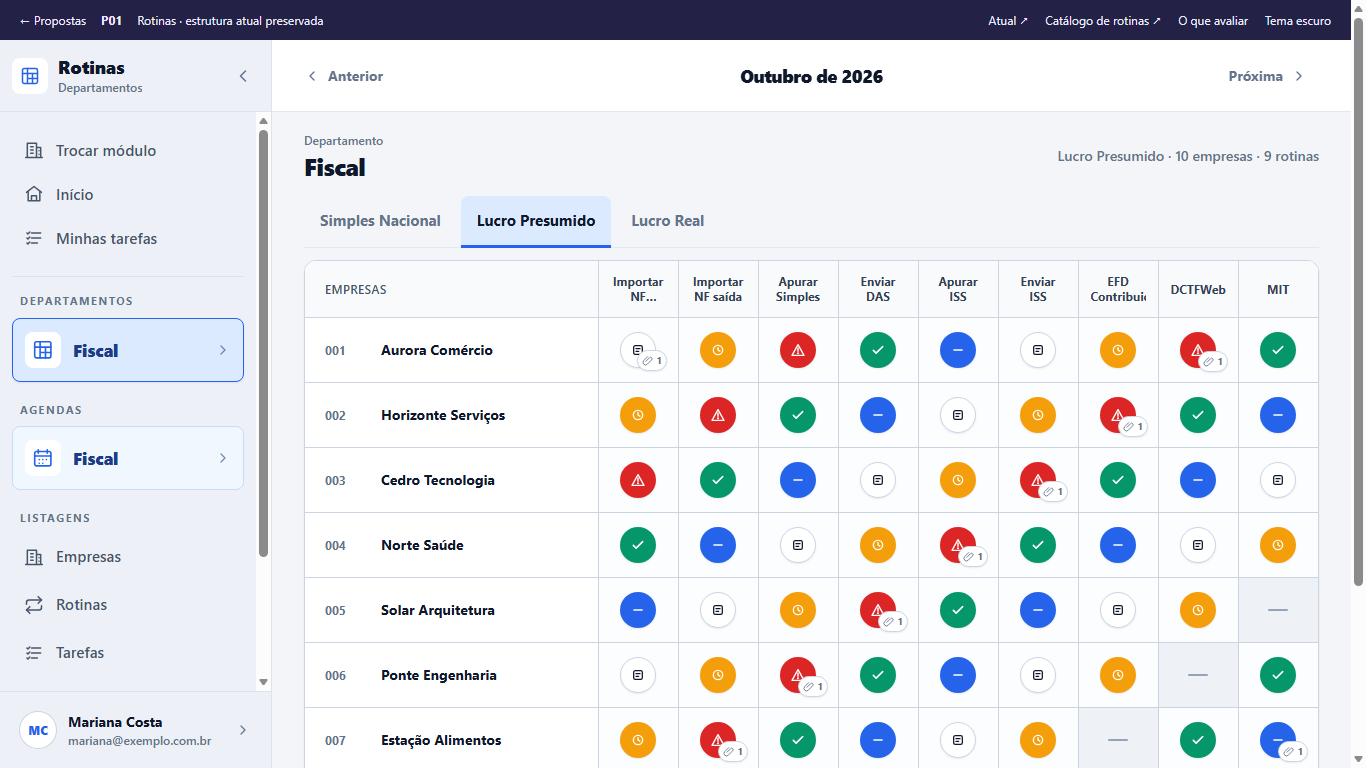 ← Propostas P01 Rotinas · estrutura atual preservada Atual ↗ Catálogo de rotinas ↗ O que avaliar Tema escuro
Rotinas
Departamentos
Trocar módulo
Início
Minhas tarefas
DEPARTAMENTOS
Fiscal
AGENDAS
Fiscal
LISTAGENS
Empresas
Rotinas
Tarefas
MC
Mariana Costa
mariana@exemplo.com.br
Anterior Outubro de 2026 Próxima
Departamento
Fiscal
Lucro Presumido · 10 empresas · 9 rotinas
Simples Nacional Lucro Presumido Lucro Real
EMPRESAS
Importar
NF...
Importar
NF saída
Apurar
Simples
Enviar
DAS
Apurar
ISS
Enviar
ISS
EFD
Contribui
DCTFWeb
MIT
001 Aurora Comércio 1 1
002 Horizonte Serviços 1
003 Cedro Tecnologia 1
004 Norte Saúde 1
005 Solar Arquitetura 1 —
006 Ponte Engenharia 1 —
007 Estação Alimentos 1 — 1